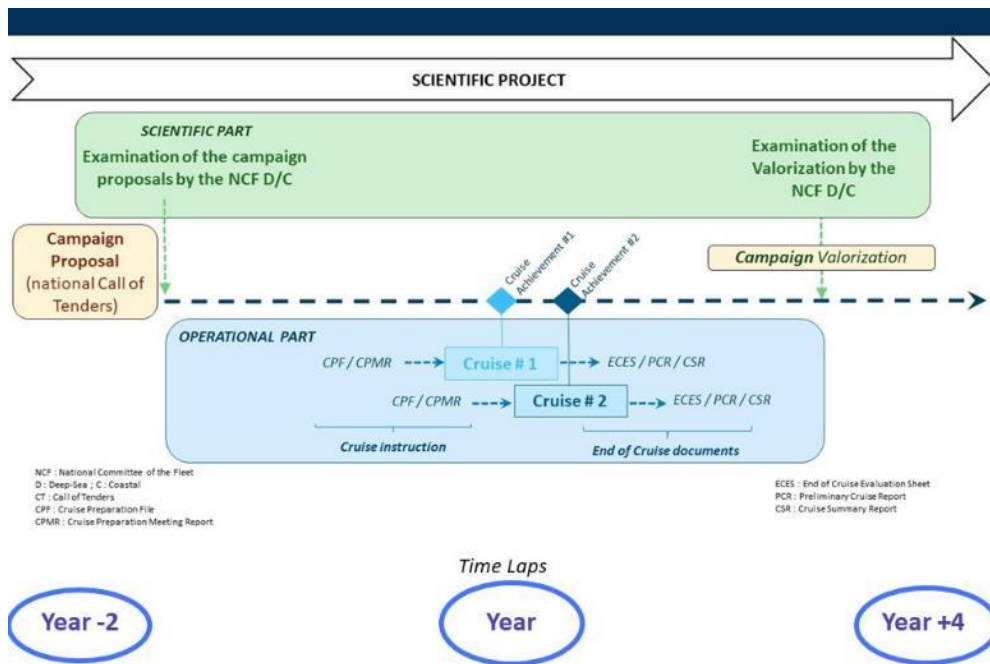 SCIENTIFIC PROJECT
SCIENTIFIC PART
Examination of the campaign
proposals by the NCF D/C
Examination of the
Valorization by the
NCF D/C
Campaign
Proposal
(national Call of
Tenders)
Cruise
Achievement #1
Cruise
Achievement #2
Campaign Valorization
OPERATIONAL PART
CPF / CPMR
Cruise # 1
ECES / PCR / CSR
CPF / CPMR
Cruise # 2
ECES / PCR / CSR
Cruise instruction
End of Cruise documents
NCF : National Committee of the Fleet
D : Deep-Sea ; C : Coastal
CT : Call of Tenders
CPF : Cruise Preparation File
CPMR : Cruise Preparation Meeting Report
ECES : End of Cruise Evaluation Sheet
PCR : Preliminary Cruise Report
CSR : Cruise Summary Report
Time Laps
Year -2
Year
Year +4